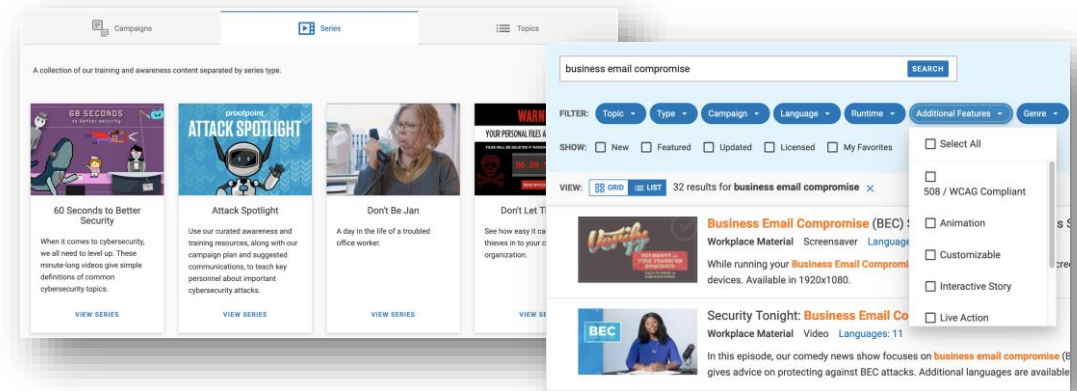 Campaigns
Series
Topics
A collection of our training and awareness content separated by series type.
68 SECONDS
to better security
proofpoint
ATTACK SPOTLIGHT
WARN
YOUR PERSONAL FILES A
60 Seconds to Better
Security
When it comes to cybersecurity,
we all need to level up. These
minute-long videos give simple
definitions of common
cybersecurity topics.
VIEW SERIES
Attack Spotlight
Use our curated awareness and
training resources, along with our
campaign plan and suggested
communications, to teach key
personnel about important
cybersecurity attacks.
VIEW SERIES
Don't Be Jan
A day in the life of a troubled
office worker.
VIEW SERIES
Don't Let T
See how easy it ca
thieves in to your c
organization.
VIEW SE
business email compromise
SEARCH
FILTER: Topic Type Campaign Language Runtime Additional Features Genre
SHOW: New Featured Updated Licensed My Favorites
Select All
508 / WCAG Compliant
Animation
Customizable
Interactive Story
Live Action
VIEW: GRID LIST 32 results for business email compromise ×
Verify
PAYMENTS or
WIRE TRANSFER
REQUESTS
Business Email Compromise (BEC) S
s S
Workplace Material Screensaver Language
While running your Business Email Compromi
cree
devices. Available in 1920x1080.
BEC
Security Tonight: Business Email Co
Workplace Material Video Languages: 11
In this episode, our comedy news show focuses on business email compromise (B
gives advice on protecting against BEC attacks. Additional languages are available